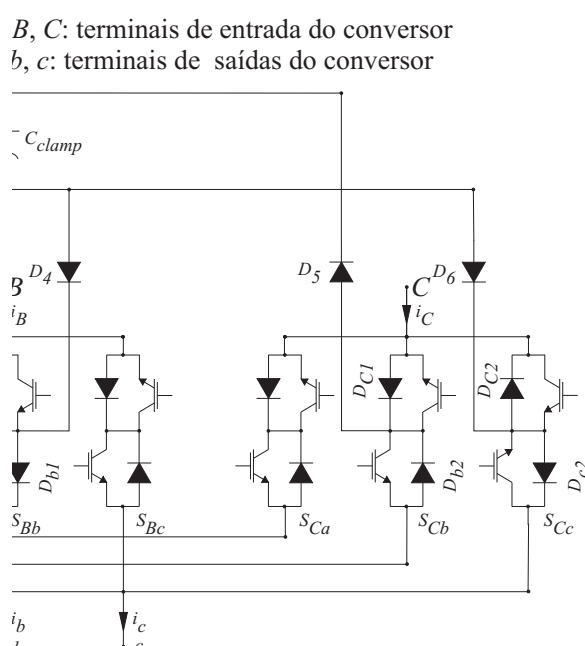 B, C: terminais de entrada do conversor
b, c: terminais de saídas do conversor
C_clamp
D_4
D_5
C
D_6
B
i_B
i_C
D_C1
D_C2
D_b1
D_b2
D_c2
S_Bb
S_Bc
S_Ca
S_Cb
S_Cc
i_b
i_c